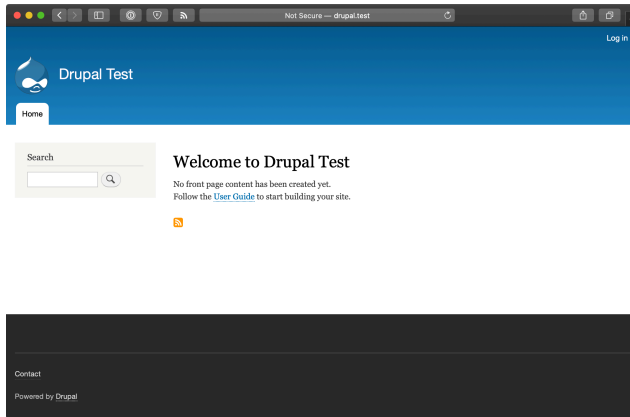 Not Secure — drupal.test
Log in
Drupal Test
Home
Search
Welcome to Drupal Test
No front page content has been created yet.
Follow the User Guide to start building your site.
Contact
Powered by Drupal